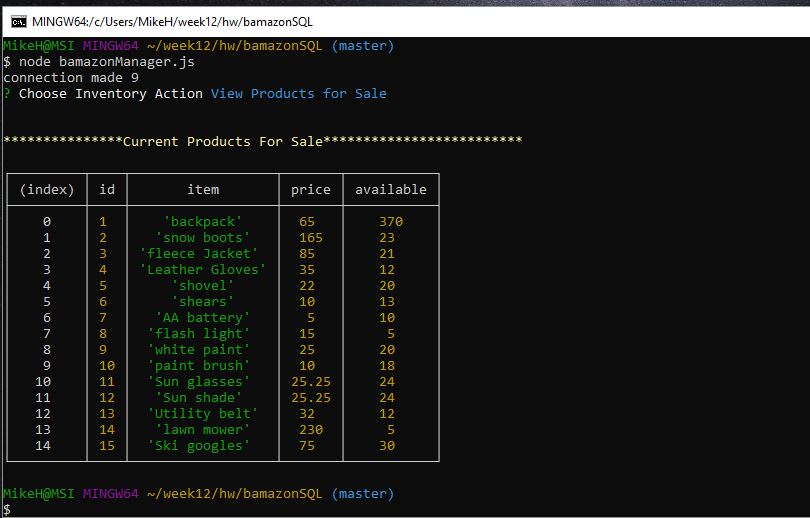 MINGW64:/c/Users/MikeH/week12/hw/bamazonSQL
MikeH@MSI MINGW64 ~/week12/hw/bamazonSQL (master)
$ node bamazonManager.js
connection made 9
? Choose Inventory Action View Products for Sale
***************Current Products For Sale*************************
(index) id item price available
0 1 'backpack' 65 370
1 2 'snow boots' 165 23
2 3 'fleece Jacket' 85 21
3 4 'Leather Gloves' 35 12
4 5 'shovel' 22 20
5 6 'shears' 10 13
6 7 'AA battery' 5 10
7 8 'flash light' 15 5
8 9 'white paint' 25 20
9 10 'paint brush' 10 18
10 11 'Sun glasses' 25.25 24
11 12 'Sun shade' 25.25 24
12 13 'Utility belt' 32 12
13 14 'lawn mower' 230 5
14 15 'Ski googles' 75 30
MikeH@MSI MINGW64 ~/week12/hw/bamazonSQL (master)
$